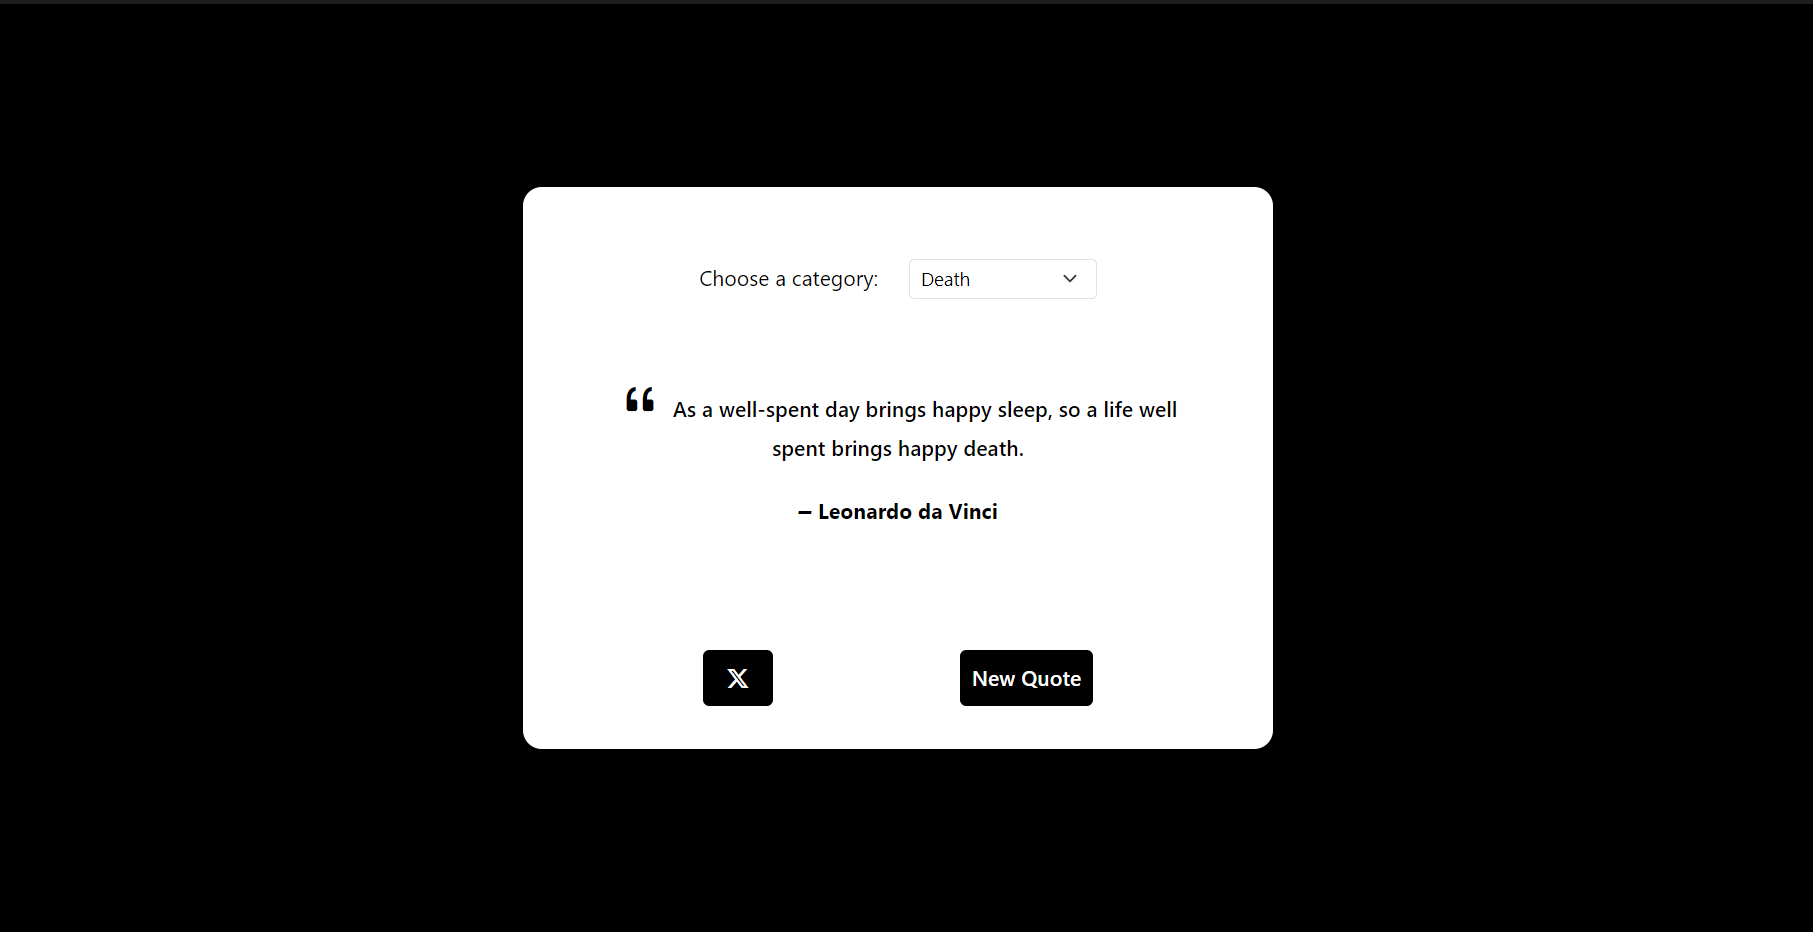 Choose a category: Death
“ As a well-spent day brings happy sleep, so a life well
spent brings happy death.
– Leonardo da Vinci
X New Quote